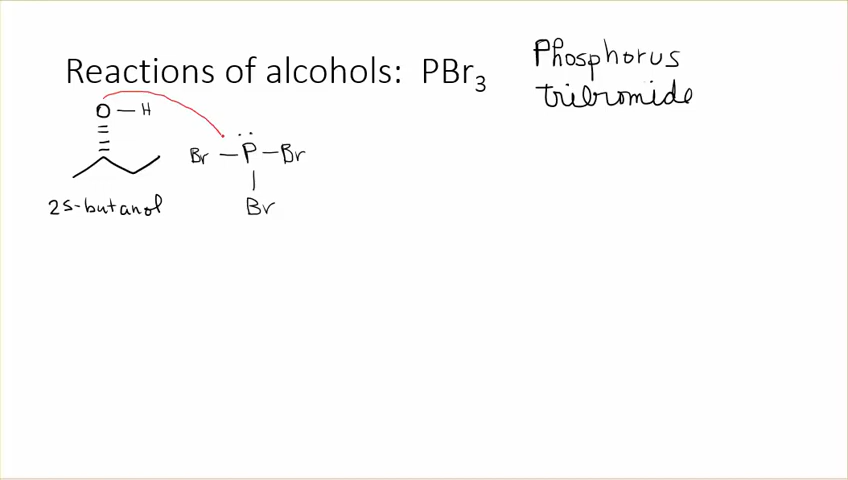 Reactions of alcohols: PBr3
Phosphorus
tribromide
O—H
Br—P—Br
Br
2s-butanol